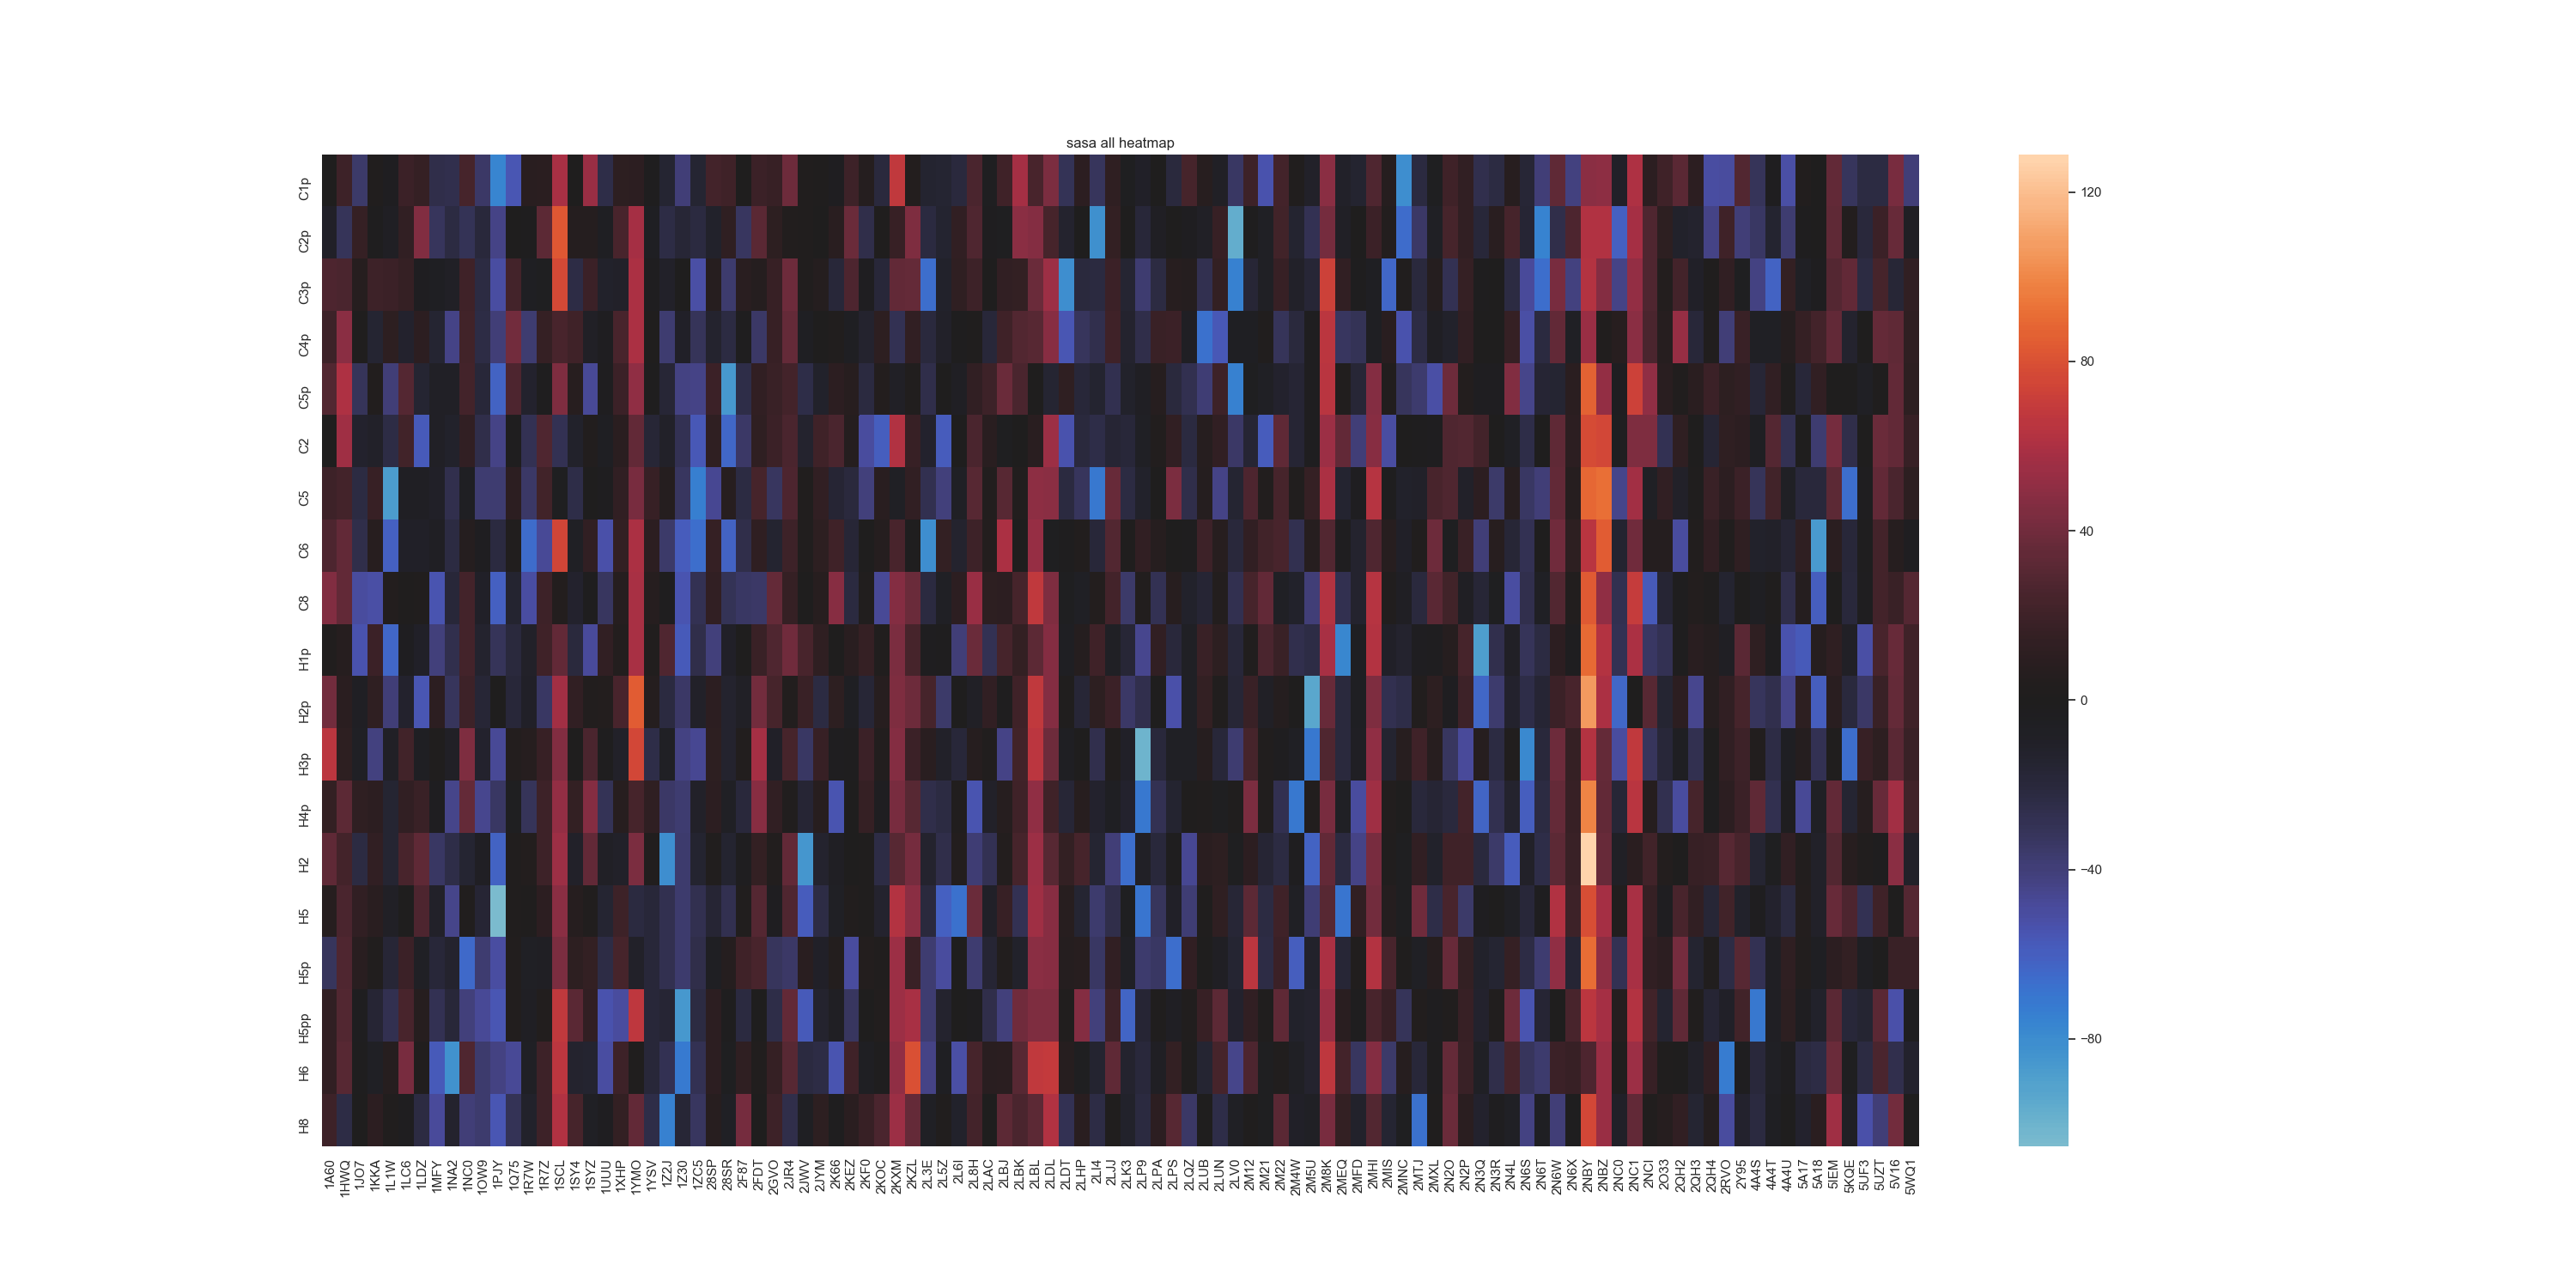 sasa all heatmap
C1p
C2p
C3p
C4p
C5p
C2
C5
C6
C8
H1p
H2p
H3p
H4p
H2
H5
H5p
H5pp
H6
H8
1A60
1HWQ
1JO7
1KKA
1L1W
1LC6
1LDZ
1MFY
1NA2
1NC0
1OW9
1PJY
1Q75
1R7W
1R7Z
1SCL
1SY4
1SYZ
1UUU
1XHP
1YMO
1YSV
1Z2J
1Z30
1ZC5
28SP
28SR
2F87
2FDT
2GVO
2JR4
2JWV
2JYM
2K66
2KEZ
2KF0
2KOC
2KXM
2KZL
2L3E
2L5Z
2L6I
2L8H
2LAC
2LBJ
2LBK
2LBL
2LDL
2LDT
2LHP
2LI4
2LJJ
2LK3
2LP9
2LPA
2LPS
2LQZ
2LUB
2LUN
2LV0
2M12
2M21
2M22
2M4W
2M5U
2M8K
2MEQ
2MFD
2MHI
2MIS
2MNC
2MTJ
2MXL
2N2O
2N2P
2N3Q
2N3R
2N4L
2N6S
2N6T
2N6W
2N6X
2NBY
2NBZ
2NC0
2NC1
2NCI
2O33
2QH2
2QH3
2QH4
2RVO
2Y95
4A4S
4A4T
4A4U
5A17
5A18
5IEM
5KQE
5UF3
5UZT
5V16
5WQ1
120
80
40
0
−40
−80